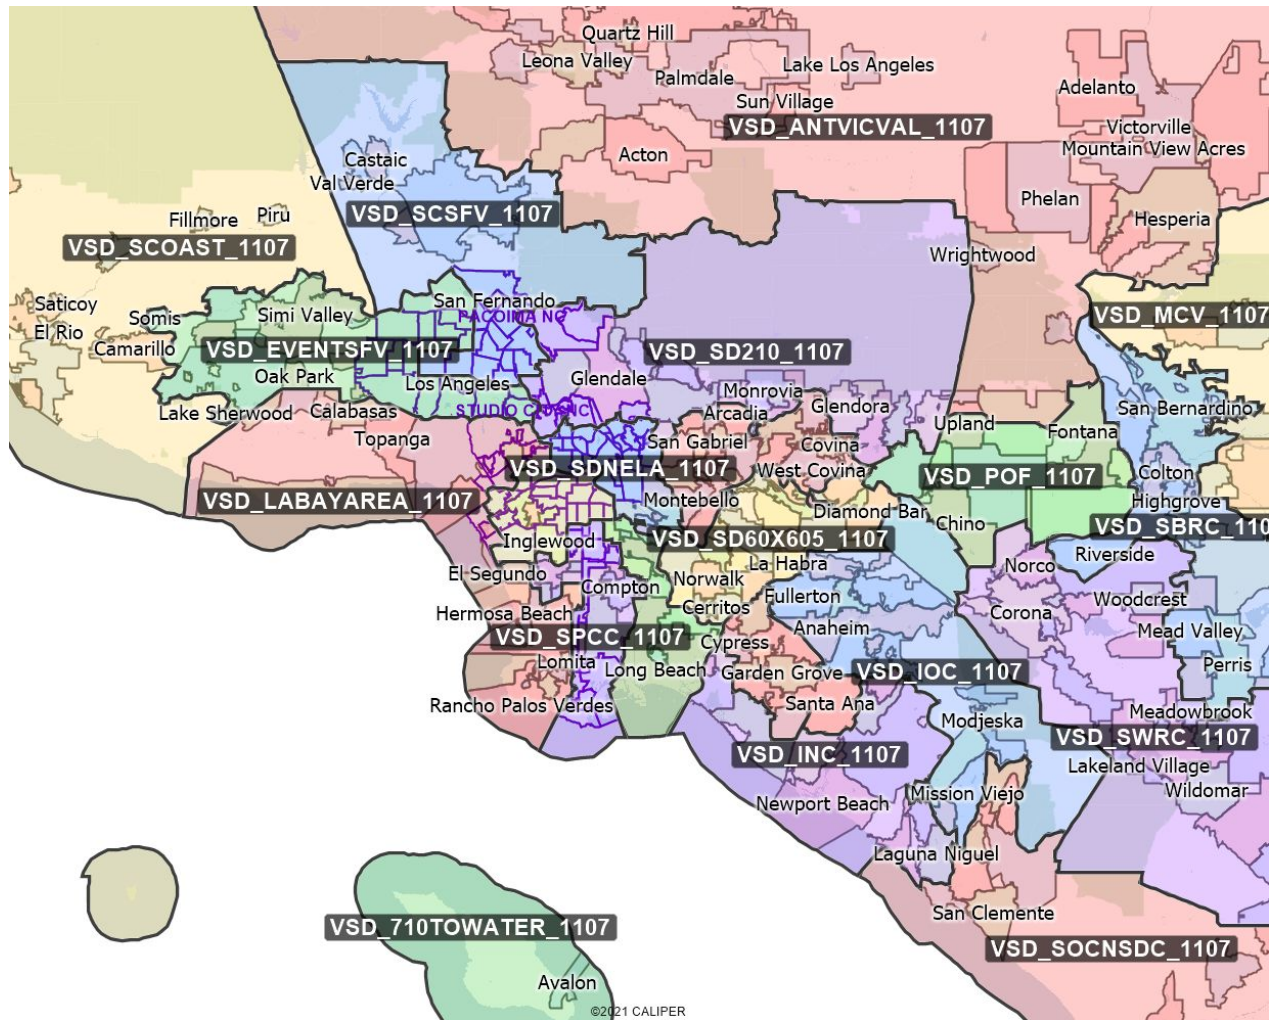 Quartz Hill
Leona Valley
Palmdale
Lake Los Angeles
Adelanto
Sun Village
VSD_ANTVICVAL_1107
Victorville
Mountain View Acres
Acton
Castaic
Val Verde
Phelan
VSD_SCSFV_1107
Fillmore
Piru
Hesperia
VSD_SCOAST_1107
Wrightwood
Saticoy
San Fernando
PACOIMA NC
Somis
Simi Valley
VSD_MCV_1107
El Rio
Camarillo
VSD_EVENTSFV_1107
VSD_SD210_1107
Oak Park
Los Angeles
Glendale
Monrovia
Lake Sherwood
Calabasas
Arcadia
Glendora
San Bernardino
Upland
Fontana
Topanga
San Gabriel
Covina
VSD_SDNELA_1107
West Covina
VSD_POF_1107
Colton
VSD_LABAYAREA_1107
Montebello
Diamond Bar
Highgrove
Chino
Inglewood
VSD_SD60X605_1107
Riverside
El Segundo
La Habra
Norco
Norwalk
Compton
Fullerton
Woodcrest
Hermosa Beach
Cerritos
Corona
VSD_SPCC_1107
Cypress
Anaheim
Mead Valley
Lomita
Long Beach
Garden Grove
VSD_IOC_1107
Perris
Rancho Palos Verdes
Santa Ana
Modjeska
Meadowbrook
VSD_INC_1107
VSD_SWRC_1107
Lakeland Village
Newport Beach
Mission Viejo
Wildomar
Laguna Niguel
VSD_710TOWATER_1107
San Clemente
VSD_SOCNSDC_1107
Avalon
©2021 CALIPER